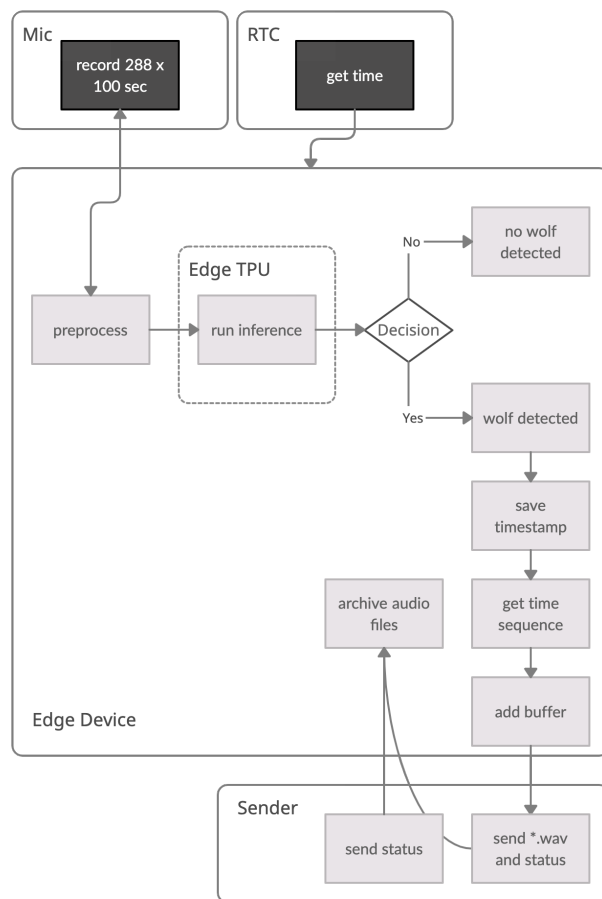 Mic
RTC
record 288 x
100 sec
get time
no wolf
detected
No
Edge TPU
preprocess
run inference
Decision
Yes
wolf detected
save
timestamp
archive audio
files
get time
sequence
Edge Device
add buffer
Sender
send status
send *.wav
and status